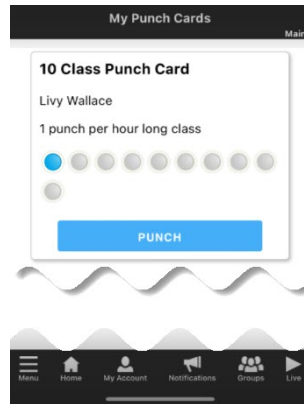 My Punch Cards
Main
10 Class Punch Card
Livy Wallace
1 punch per hour long class
PUNCH
Menu Home My Account Notifications Groups Live